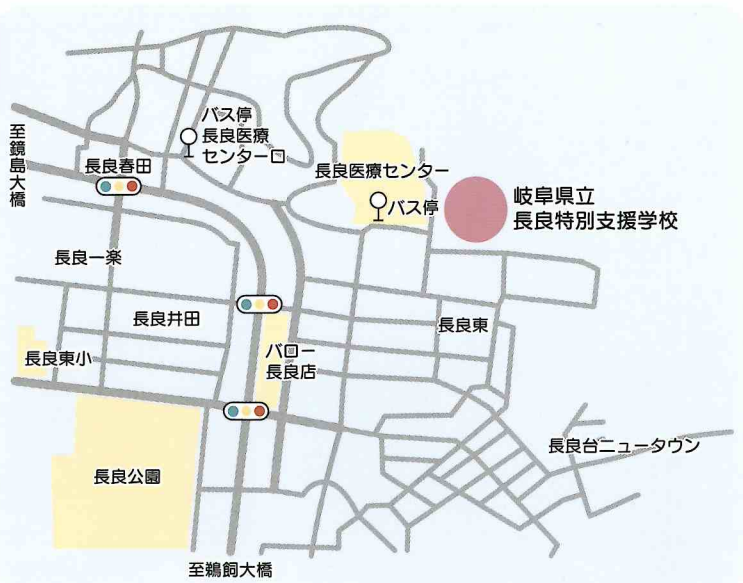 バス停
長良医療
センター口
至鏡島大橋
長良春田
長良医療センター
バス停
岐阜県立
長良特別支援学校
長良一楽
長良井田
長良東
長良東小
バロー
長良店
長良台ニュータウン
長良公園
至鵜飼大橋